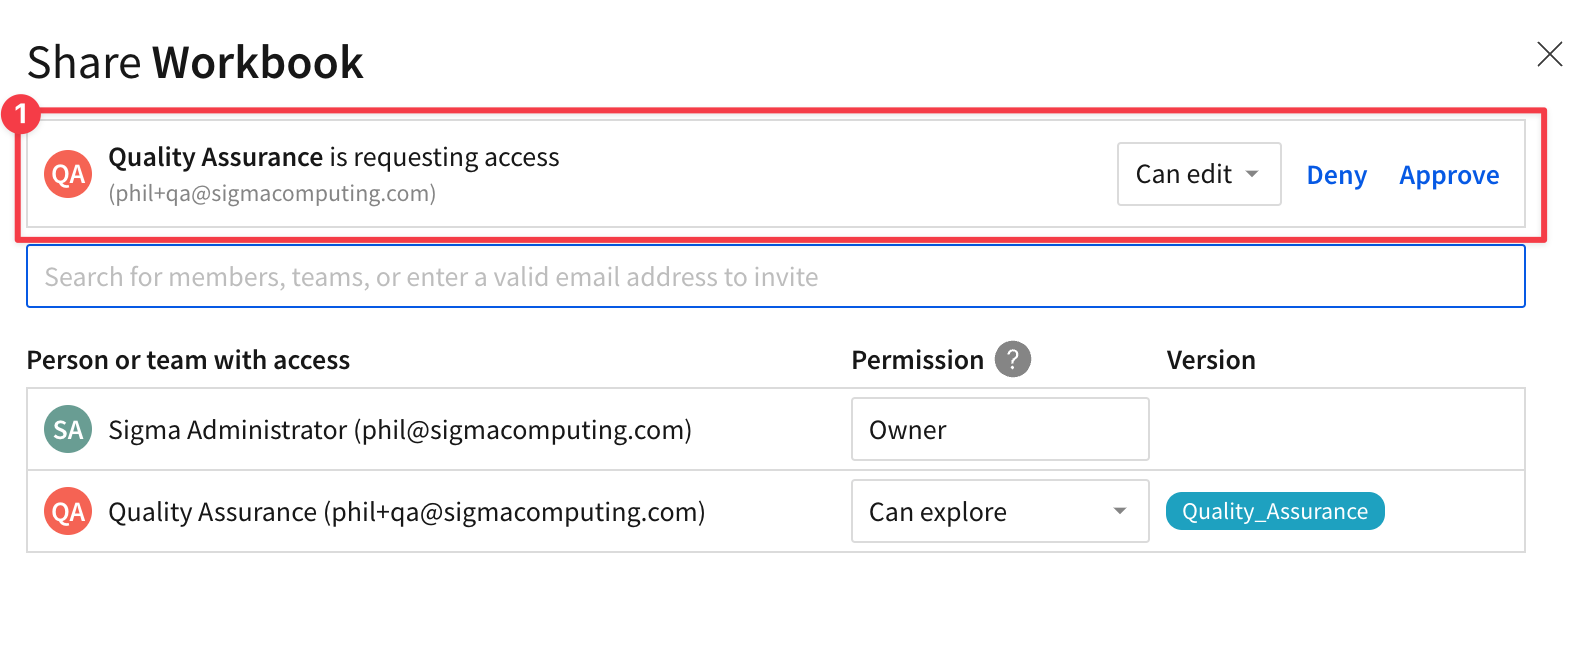 Share Workbook
1
QA
Quality Assurance is requesting access
(phil+qa@sigmacomputing.com)
Can edit
Deny
Approve
Search for members, teams, or enter a valid email address to invite
Person or team with access
Permission ?
Version
SA
Sigma Administrator (phil@sigmacomputing.com)
Owner
QA
Quality Assurance (phil+qa@sigmacomputing.com)
Can explore
Quality_Assurance